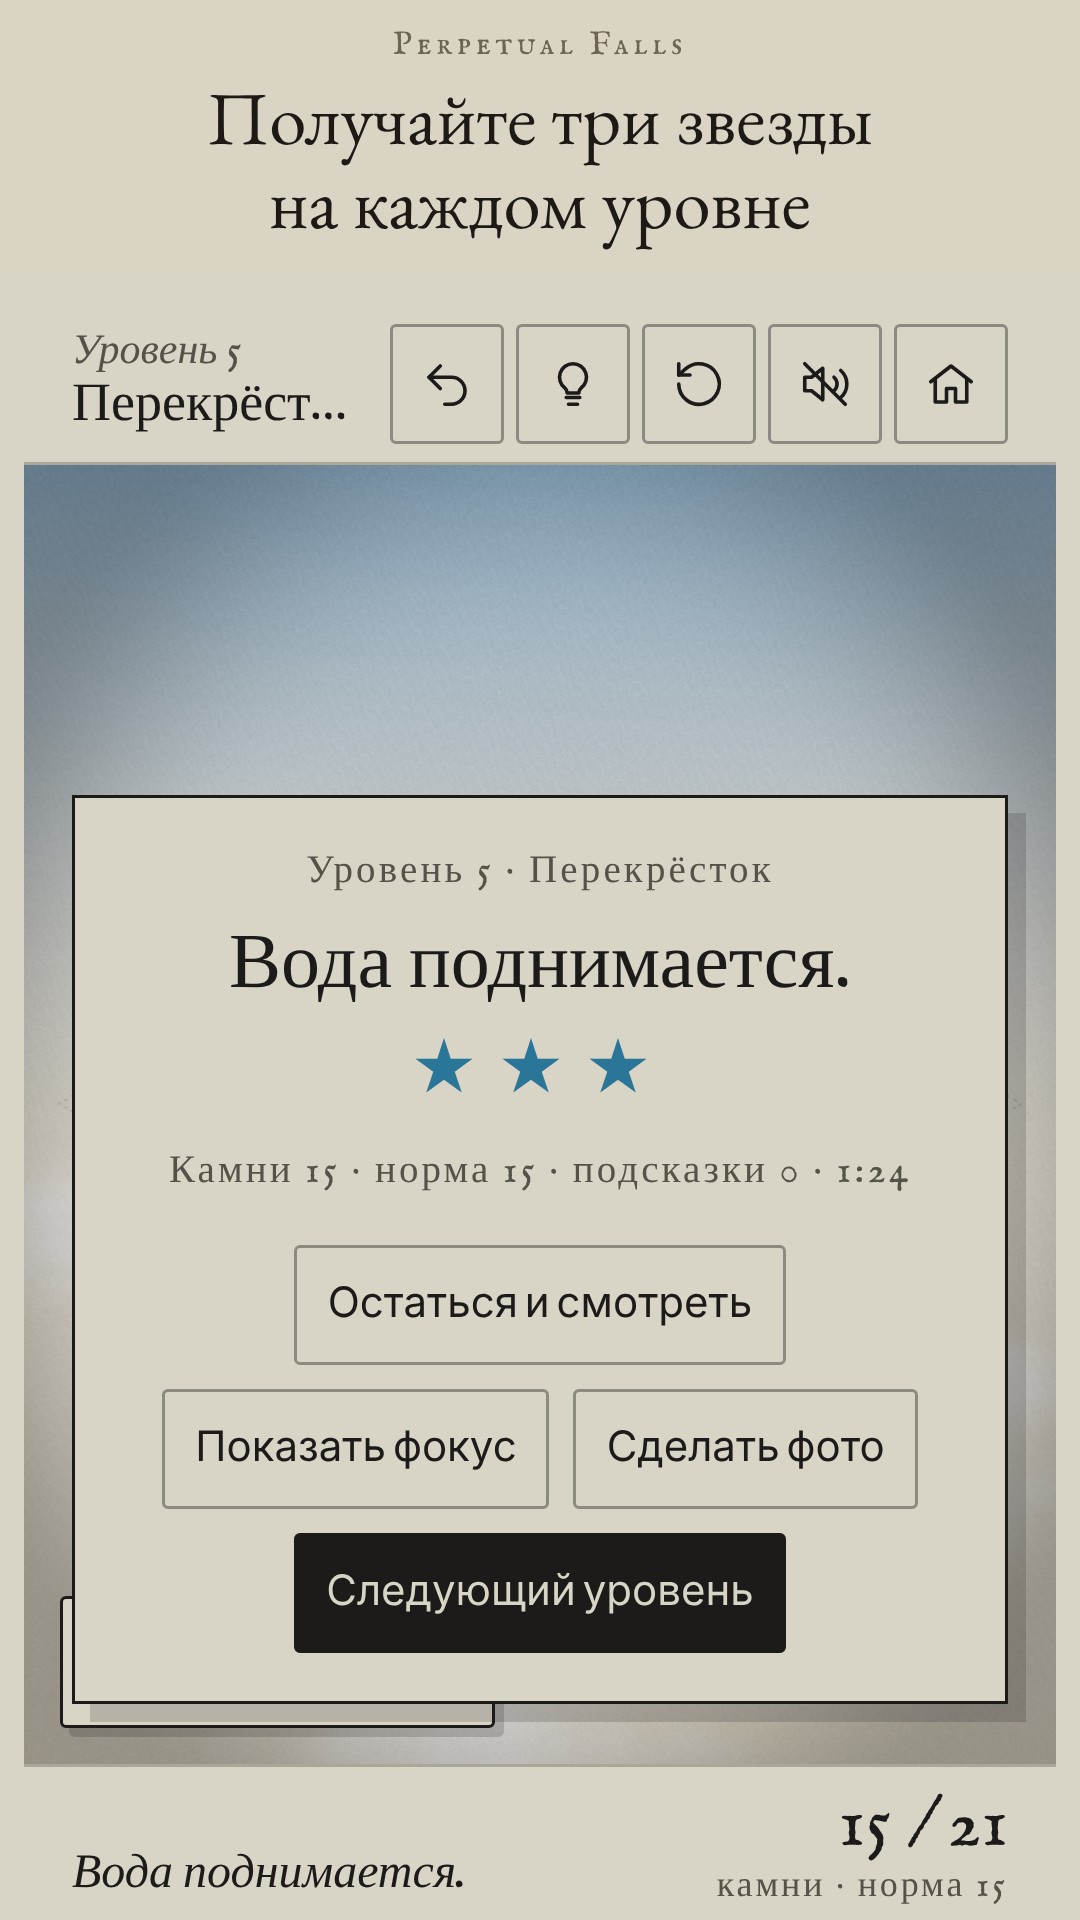 Perpetual Falls
Получайте три звезды
на каждом уровне
Уровень 5
Перекрёст...
Уровень 5 · Перекрёсток
Вода поднимается.
★ ★ ★
Камни 15 · норма 15 · подсказки 0 · 1:24
Остаться и смотреть
Показать фокус
Сделать фото
Следующий уровень
15 / 21
Вода поднимается.
камни · норма 15